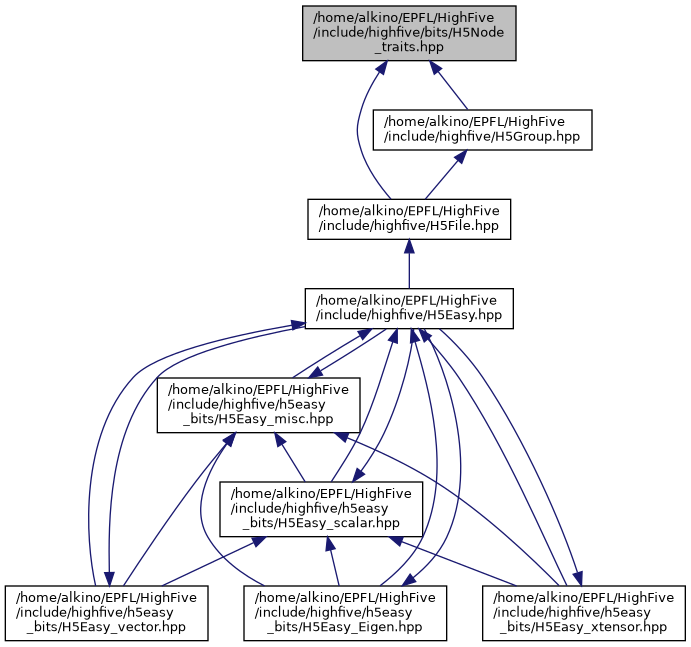 /home/alkino/EPFL/HighFive
/include/highfive/bits/H5Node
_traits.hpp
/home/alkino/EPFL/HighFive
/include/highfive/H5Group.hpp
/home/alkino/EPFL/HighFive
/include/highfive/H5File.hpp
/home/alkino/EPFL/HighFive
/include/highfive/H5Easy.hpp
/home/alkino/EPFL/HighFive
/include/highfive/h5easy
_bits/H5Easy_misc.hpp
/home/alkino/EPFL/HighFive
/include/highfive/h5easy
_bits/H5Easy_scalar.hpp
/home/alkino/EPFL/HighFive
/include/highfive/h5easy
_bits/H5Easy_vector.hpp
/home/alkino/EPFL/HighFive
/include/highfive/h5easy
_bits/H5Easy_Eigen.hpp
/home/alkino/EPFL/HighFive
/include/highfive/h5easy
_bits/H5Easy_xtensor.hpp